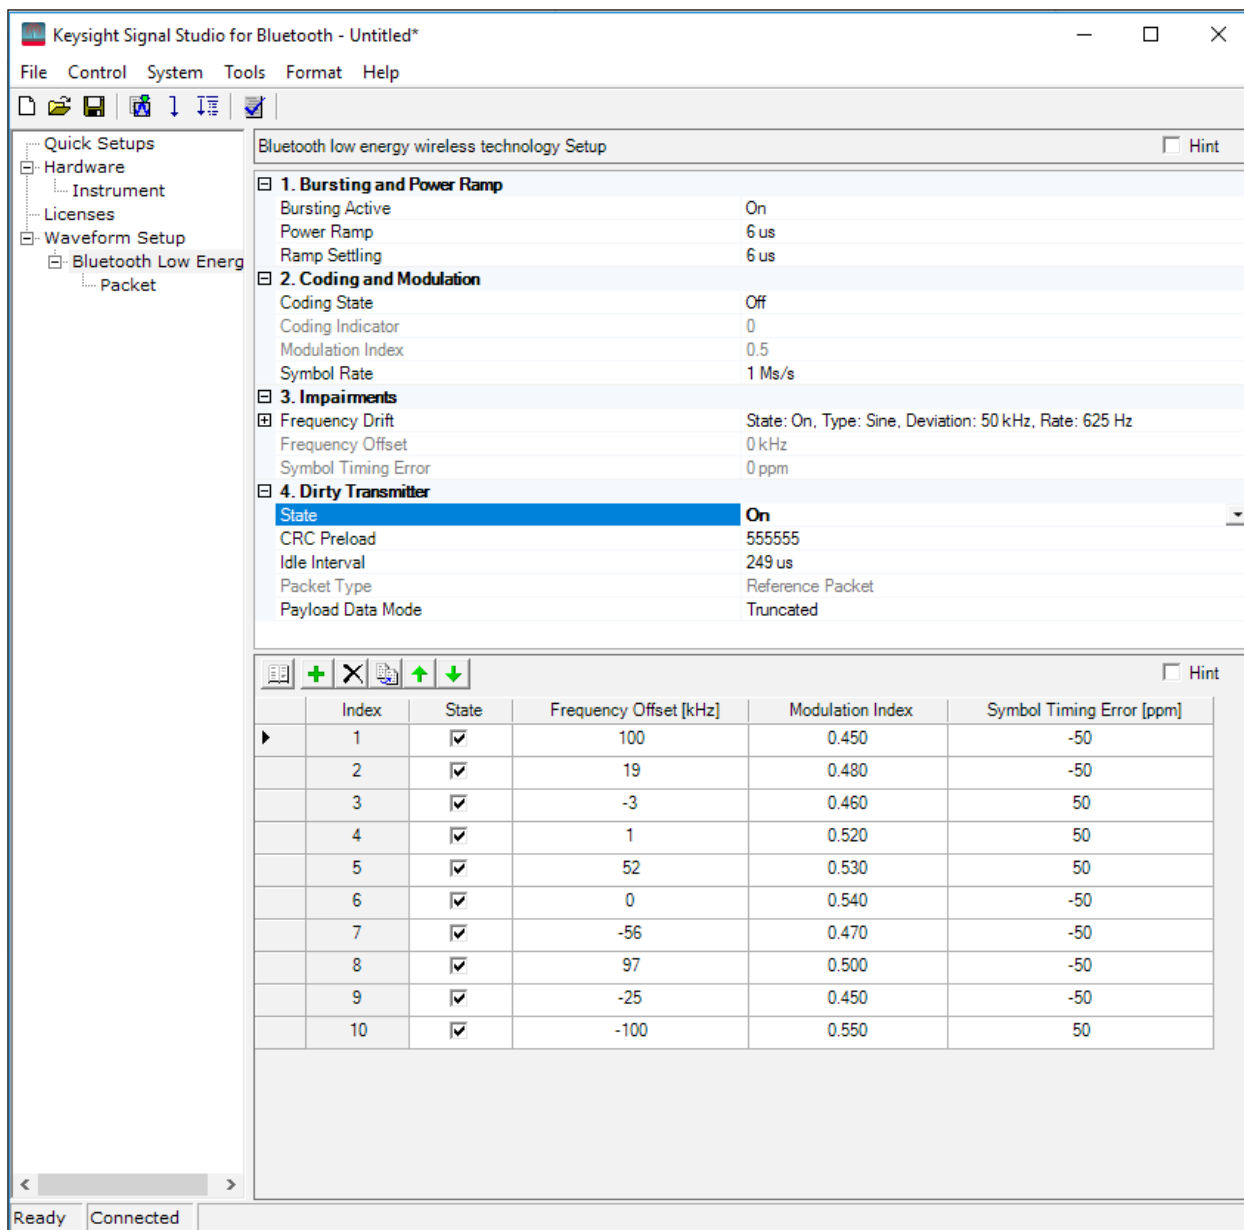 Keysight Signal Studio for Bluetooth - Untitled*
File Control System Tools Format Help
Quick Setups
Hardware
Instrument
Licenses
Waveform Setup
Bluetooth Low Energ
Packet
Bluetooth low energy wireless technology Setup Hint
1. Bursting and Power Ramp
Bursting Active On
Power Ramp 6 us
Ramp Settling 6 us
2. Coding and Modulation
Coding State Off
Coding Indicator 0
Modulation Index 0.5
Symbol Rate 1 Ms/s
3. Impairments
Frequency Drift State: On, Type: Sine, Deviation: 50 kHz, Rate: 625 Hz
Frequency Offset 0 kHz
Symbol Timing Error 0 ppm
4. Dirty Transmitter
State On
CRC Preload 555555
Idle Interval 249 us
Packet Type Reference Packet
Payload Data Mode Truncated
Hint
Index State Frequency Offset [kHz] Modulation Index Symbol Timing Error [ppm]
1 100 0.450 -50
2 19 0.480 -50
3 -3 0.460 50
4 1 0.520 50
5 52 0.530 50
6 0 0.540 -50
7 -56 0.470 -50
8 97 0.500 -50
9 -25 0.450 -50
10 -100 0.550 50
Ready Connected